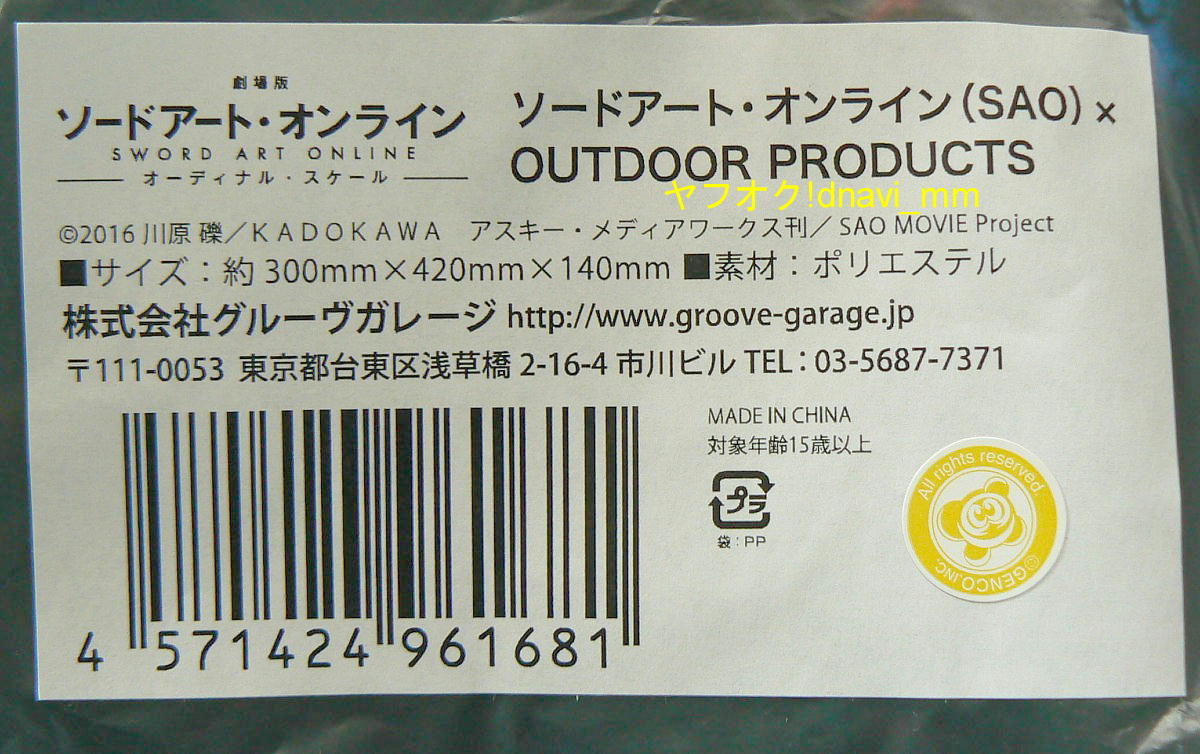 劇場版
ソードアート・オンライン
SWORD ART ONLINE
オーディナル・スケール
ソードアート・オンライン(SAO)×
OUTDOOR PRODUCTS
ヤフオク!dnavi_mm
©2016 川原 礫／KADOKAWA アスキー・メディアワークス刊／SAO MOVIE Project
■サイズ：約 300mm×420mm×140mm ■素材：ポリエステル
株式会社グルーヴガレージ http://www.groove-garage.jp
〒111-0053 東京都台東区浅草橋 2-16-4 市川ビル TEL：03-5687-7371
4 571424 961681
MADE IN CHINA
対象年齢15歳以上
プラ
袋：PP
All rights reserved
©GENCO,INC.